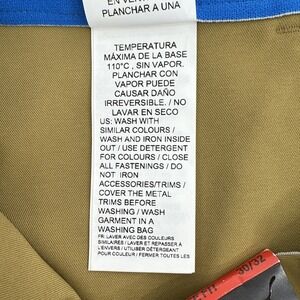 EN VENT
PLANCHAR A UNA
TEMPERATURA
MÁXIMA DE LA BASE
110°C , SIN VAPOR.
PLANCHAR CON
VAPOR PUEDE
CAUSAR DAÑO
IRREVERSIBLE. / NO
LAVAR EN SECO
US: WASH WITH
SIMILAR COLOURS /
WASH AND IRON INSIDE
OUT / USE DETERGENT
FOR COLOURS / CLOSE
ALL FASTENINGS / DO
NOT IRON
ACCESSORIES/TRIMS /
COVER THE METAL
TRIMS BEFORE
WASHING / WASH
GARMENT IN A
WASHING BAG
FR: LAVER AVEC DES COULEURS
SIMILAIRES / LAVER ET REPASSER À
L'ENVERS / UTILISER DÉTERGENT
POUR COULEUR / FERMER TOUTES LES
FIT 30/32